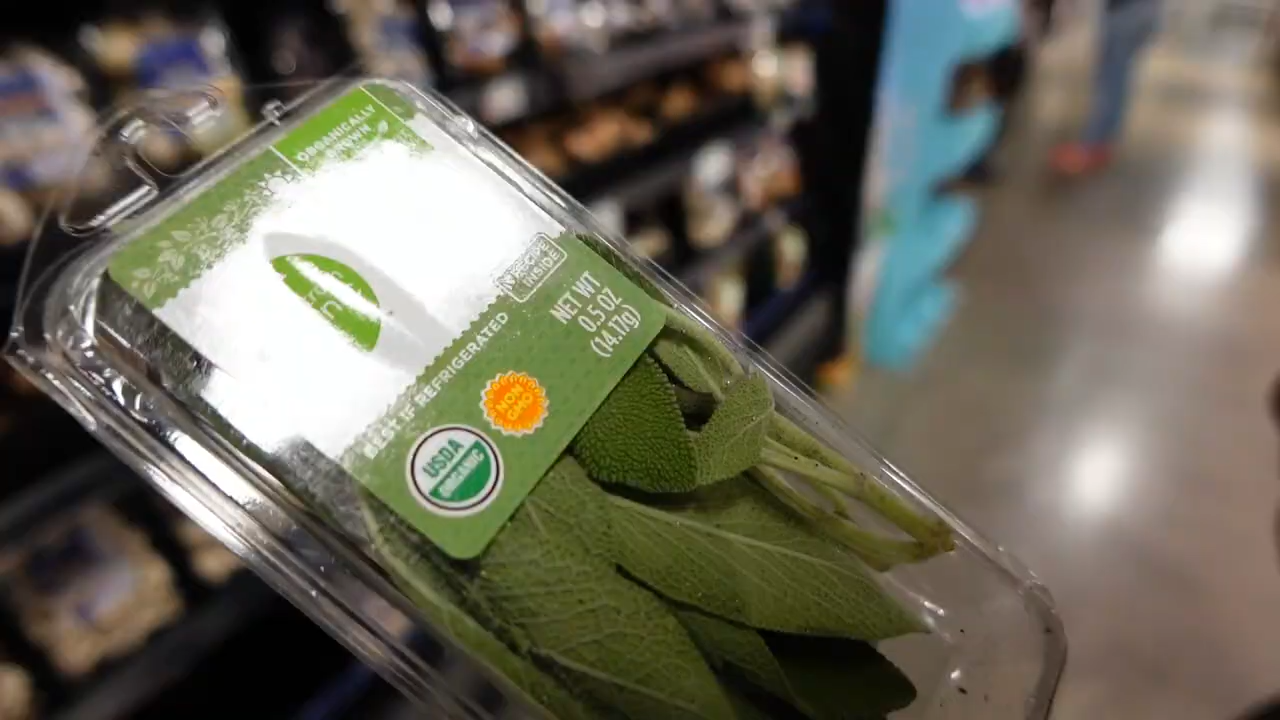 ORGANICALLY
GROWN
RECIPE
INSIDE
NET WT
0.5 OZ
(14.17g)
BEST IF REFRIGERATED
NON
GMO
USDA
ORGANIC